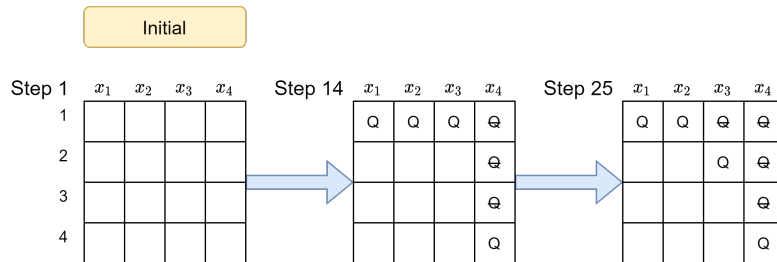 Initial
Step 1 x₁ x₂ x₃ x₄ Step 14 x₁ x₂ x₃ x₄ Step 25 x₁ x₂ x₃ x₄
1 Q Q Q Q Q Q Q Q
2 Q Q Q
3 Q Q
4 Q Q